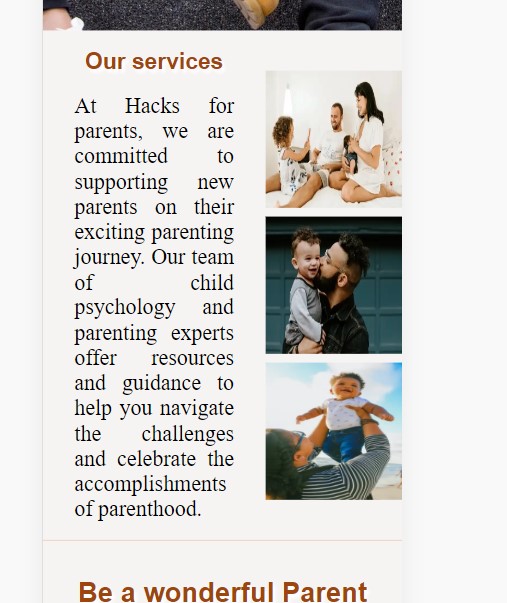 Our services
At Hacks for
parents, we are
committed to
supporting new
parents on their
exciting parenting
journey. Our team
of child
psychology and
parenting experts
offer resources
and guidance to
help you navigate
the challenges
and celebrate the
accomplishments
of parenthood.
Be a wonderful Parent